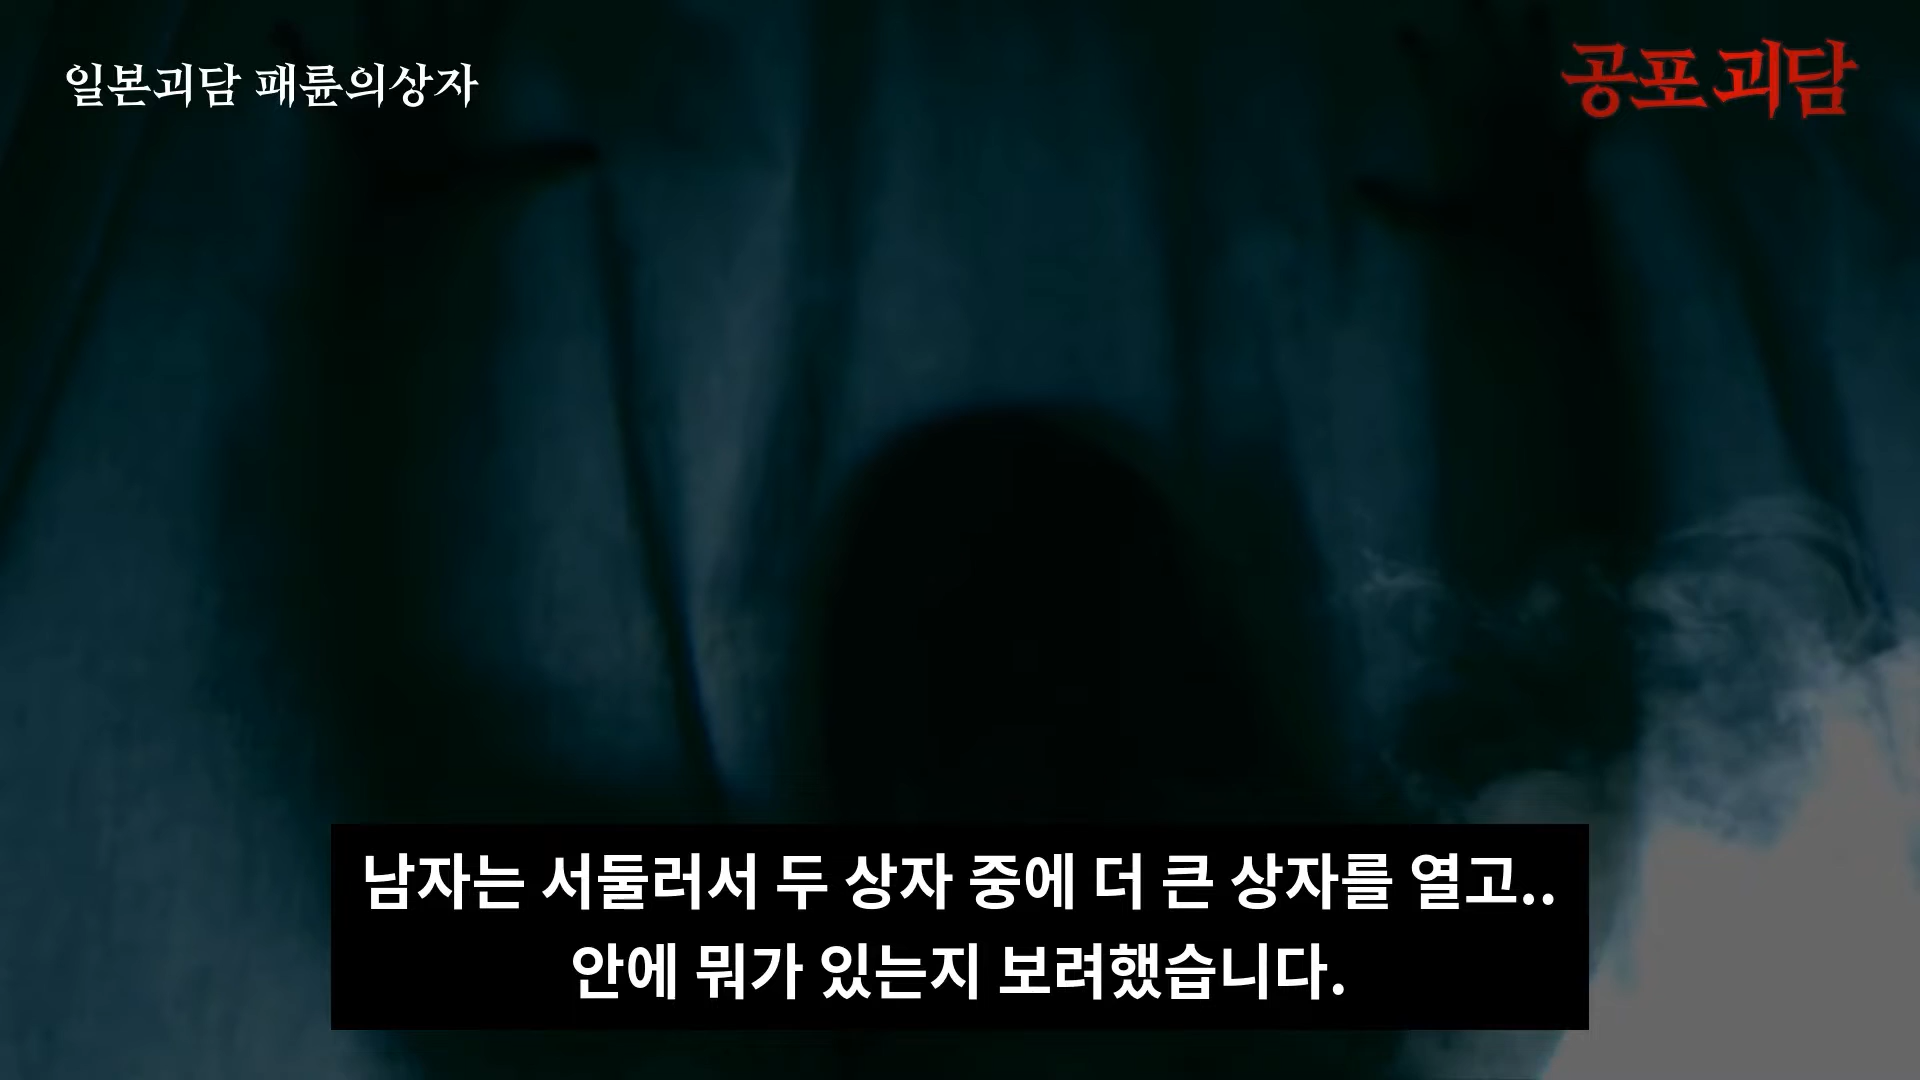 일본괴담 패륜의상자
공포 괴담
남자는 서둘러서 두 상자 중에 더 큰 상자를 열고..
안에 뭐가 있는지 보려했습니다.